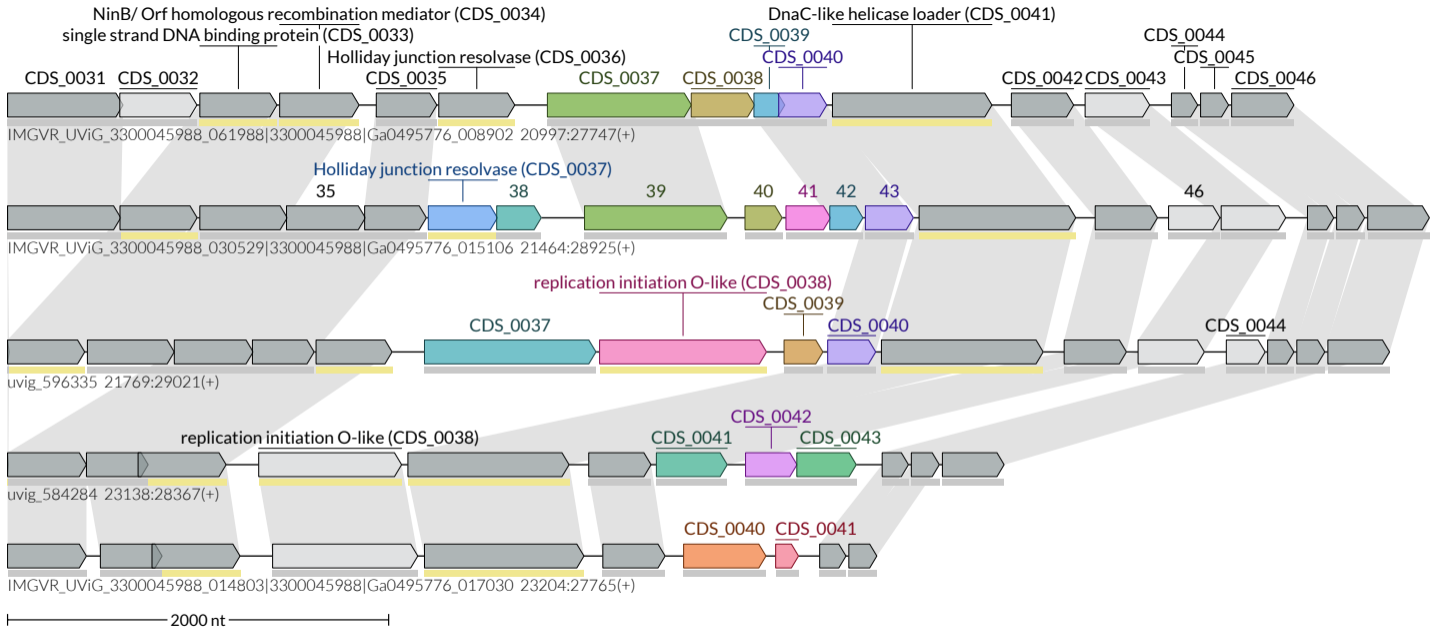 NinB/ Orf homologous recombination mediator (CDS_0034) DnaC-like helicase loader (CDS_0041)
single strand DNA binding protein (CDS_0033) CDS_0039 CDS_0044
Holliday junction resolvase (CDS_0036) CDS_0040 CDS_0045
CDS_0031 CDS_0032 CDS_0035 CDS_0037 CDS_0038 CDS_0042 CDS_0043 CDS_0046
IMGVR_UViG_3300045988_061988|3300045988|Ga0495776_008902 20997:27747(+)
Holliday junction resolvase (CDS_0037)
35 38 39 40 41 42 43 46
IMGVR_UViG_3300045988_030529|3300045988|Ga0495776_015106 21464:28925(+)
replication initiation O-like (CDS_0038)
CDS_0039
CDS_0037 CDS_0040 CDS_0044
uvig_596335 21769:29021(+)
CDS_0042
replication initiation O-like (CDS_0038) CDS_0041 CDS_0043
uvig_584284 23138:28367(+)
CDS_0040 CDS_0041
IMGVR_UViG_3300045988_014803|3300045988|Ga0495776_017030 23204:27765(+)
2000 nt